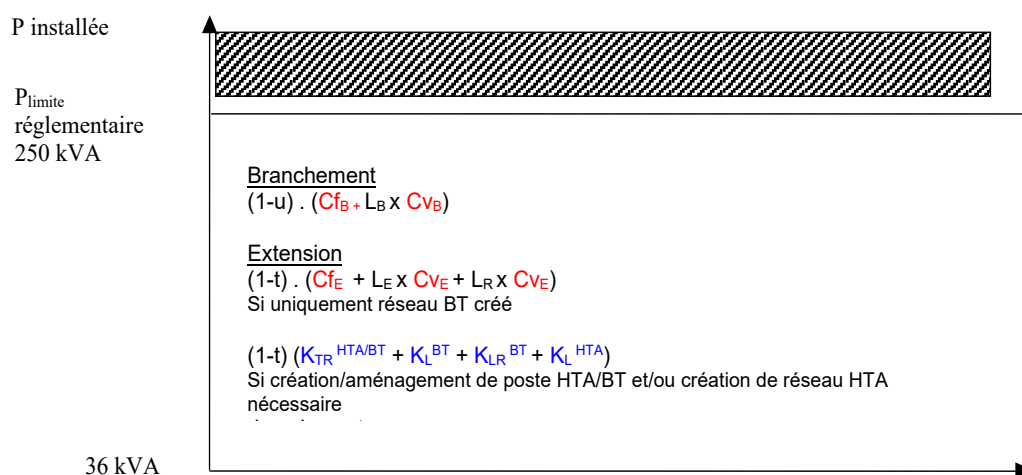 P installée
P limite
réglementaire
250 kVA
Branchement
(1-u) . (CfB + LB x CvB)
Extension
(1-t) . (CfE + LE x CvE + LR x CvE)
Si uniquement réseau BT créé
(1-t) (KTR HTA/BT + KL BT + KLR BT + KL HTA)
Si création/aménagement de poste HTA/BT et/ou création de réseau HTA
nécessaire
36 kVA